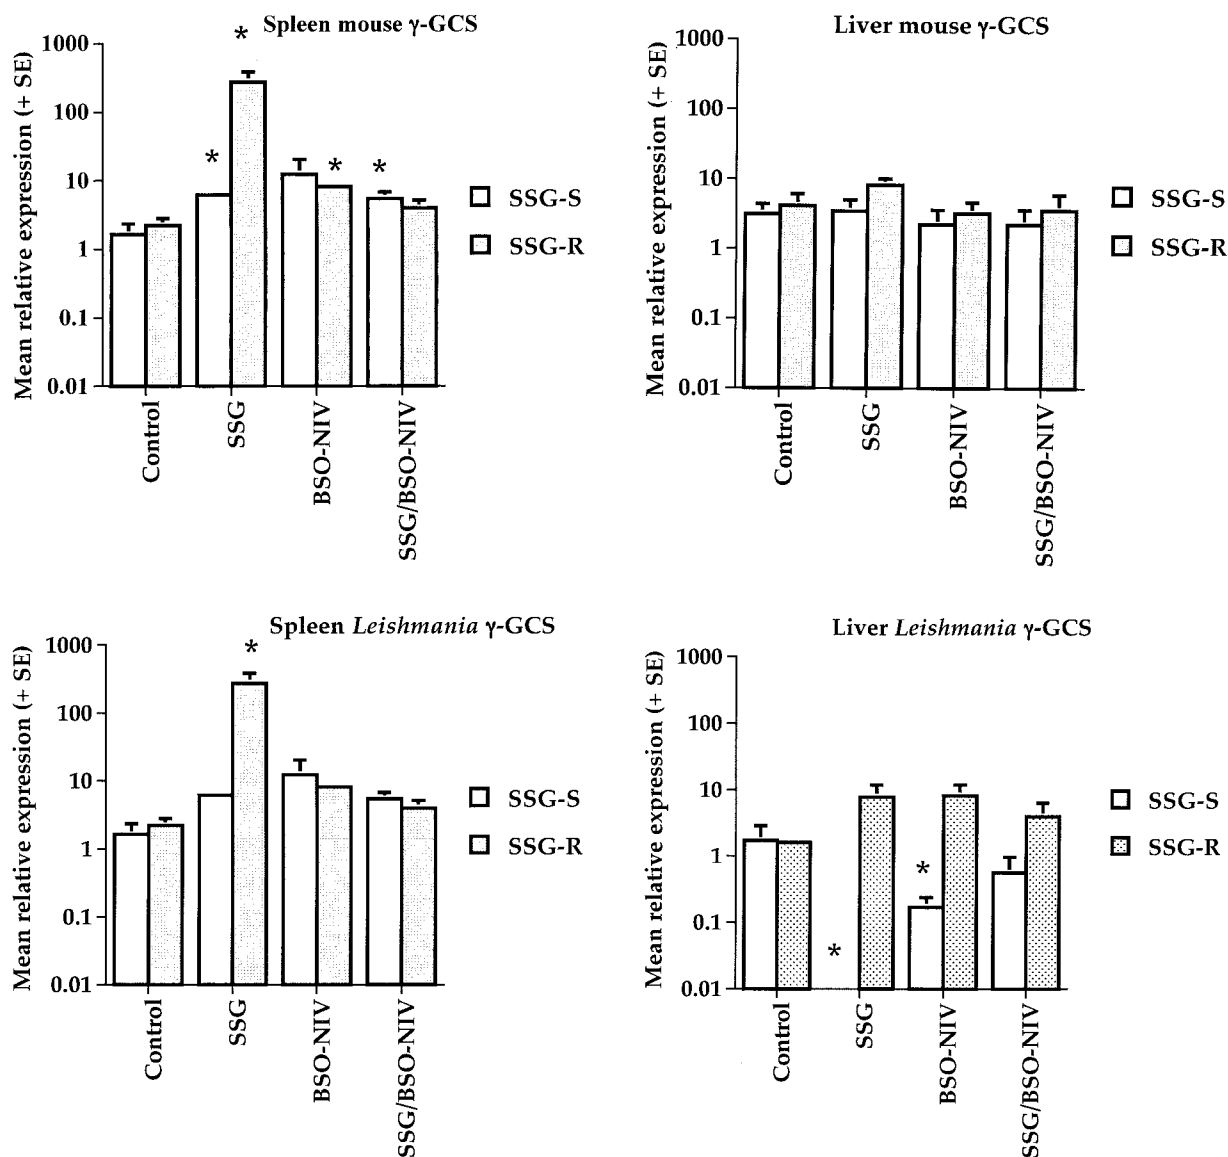 Spleen mouse γ-GCS
Mean relative expression (+ SE)
1000
100
10
1
0.1
0.01
*
*
*
*
Control
SSG
BSO-NIV
SSG/BSO-NIV
SSG-S
SSG-R
Liver mouse γ-GCS
Mean relative expression (+ SE)
1000
100
10
1
0.1
0.01
Control
SSG
BSO-NIV
SSG/BSO-NIV
SSG-S
SSG-R
Spleen Leishmania γ-GCS
Mean relative expression (+ SE)
1000
100
10
1
0.1
0.01
*
Control
SSG
BSO-NIV
SSG/BSO-NIV
SSG-S
SSG-R
Liver Leishmania γ-GCS
Mean relative expression (+ SE)
1000
100
10
1
0.1
0.01
*
*
Control
SSG
BSO-NIV
SSG/BSO-NIV
SSG-S
SSG-R